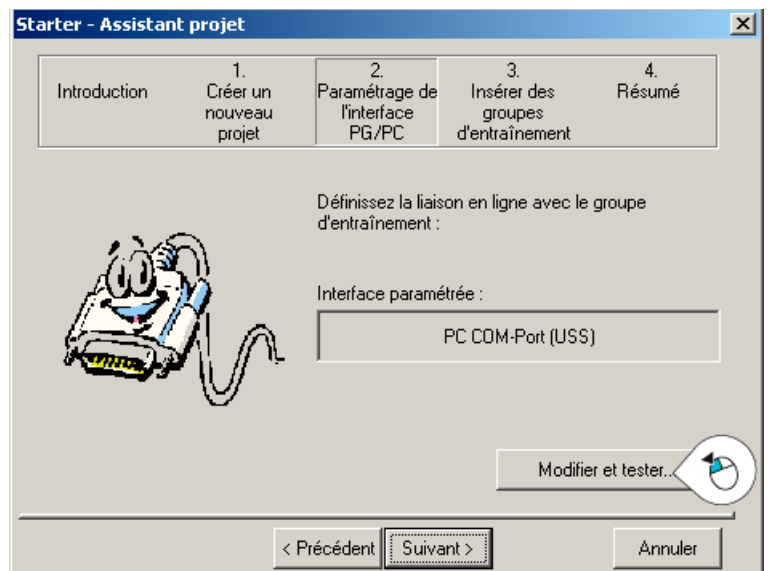 Starter - Assistant projet
Introduction
1.
Créer un
nouveau
projet
2.
Paramétrage de
l'interface
PG/PC
3.
Insérer des
groupes
d'entraînement
4.
Résumé
Définissez la liaison en ligne avec le groupe
d'entraînement :
Interface paramétrée :
PC COM-Port (USS)
Modifier et tester...
< Précédent
Suivant >
Annuler